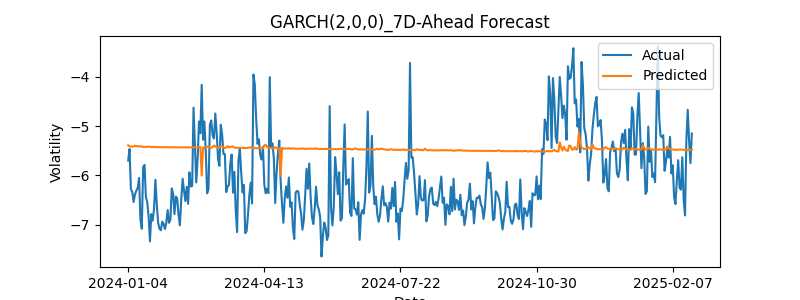 GARCH(2,0,0)_7D-Ahead Forecast
Actual
Predicted
Volatility
−4
−5
−6
−7
2024-01-04
2024-04-13
2024-07-22
2024-10-30
2025-02-07